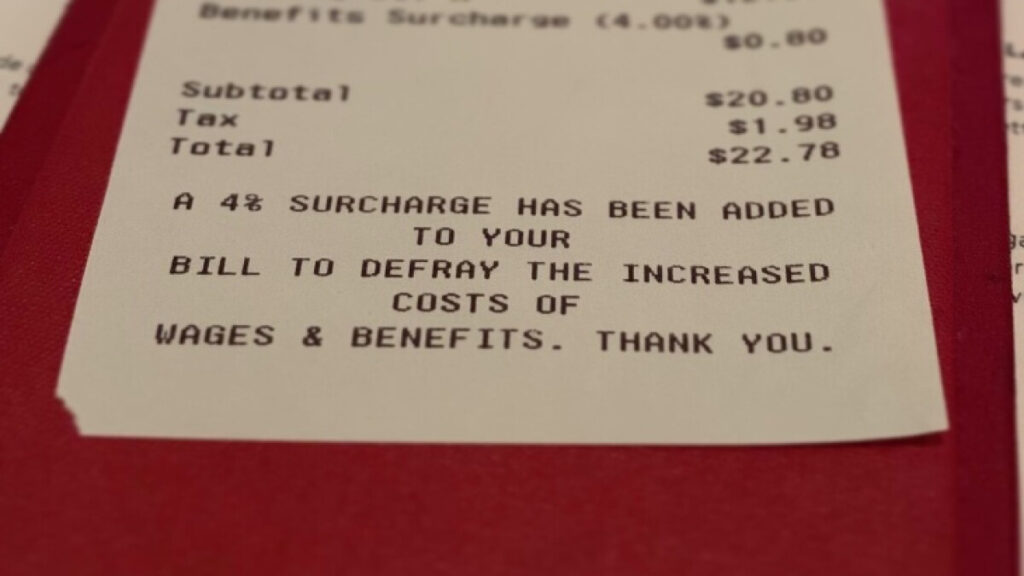 Benefits Surcharge (4.00%)
$0.80
Subtotal $20.80
Tax $1.98
Total $22.78
A 4% SURCHARGE HAS BEEN ADDED
TO YOUR
BILL TO DEFRAY THE INCREASED
COSTS OF
WAGES & BENEFITS. THANK YOU.